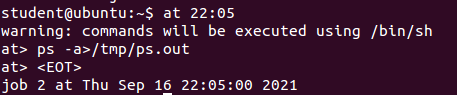 student@ubuntu:~$ at 22:05
warning: commands will be executed using /bin/sh
at> ps -a>/tmp/ps.out
at> <EOT>
job 2 at Thu Sep 16 22:05:00 2021